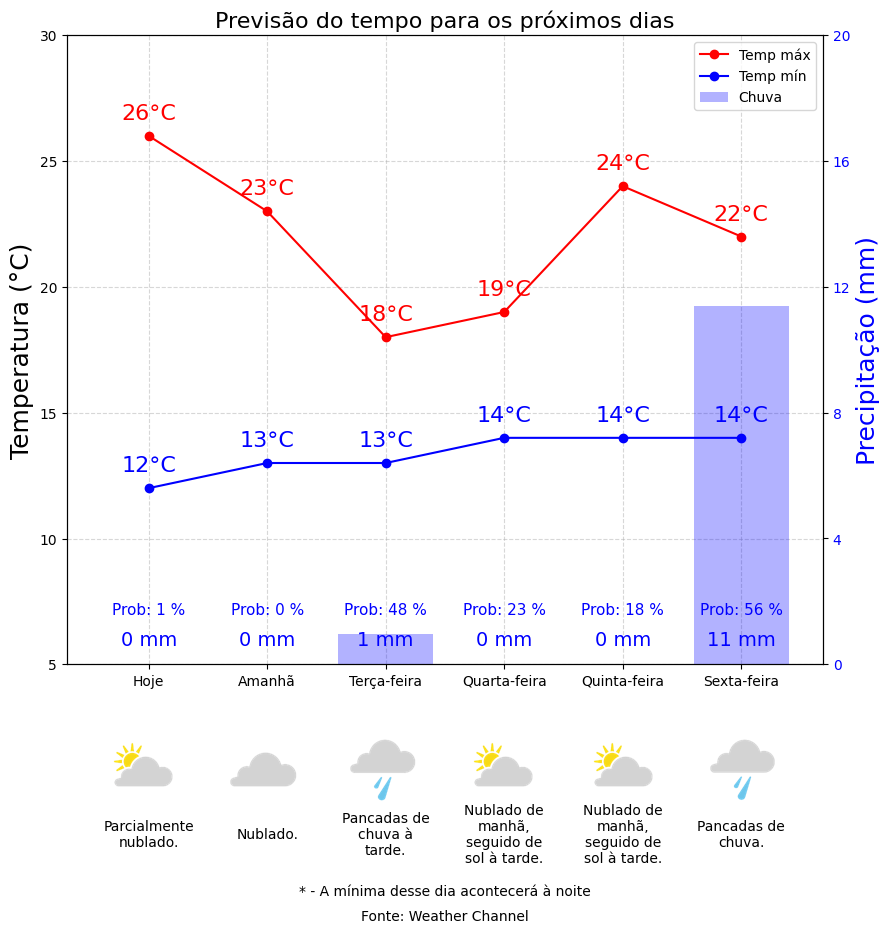 Previsão do tempo para os próximos dias
30
25
20
15
10
5
Temperatura (°C)
20
16
12
8
4
0
Precipitação (mm)
Temp máx
Temp mín
Chuva
26°C
23°C
18°C
19°C
24°C
22°C
12°C
13°C
13°C
14°C
14°C
14°C
Prob: 1 %
Prob: 0 %
Prob: 48 %
Prob: 23 %
Prob: 18 %
Prob: 56 %
0 mm
0 mm
1 mm
0 mm
0 mm
11 mm
Hoje
Amanhã
Terça-feira
Quarta-feira
Quinta-feira
Sexta-feira
Parcialmente
nublado.
Nublado.
Pancadas de
chuva à
tarde.
Nublado de
manhã,
seguido de
sol à tarde.
Nublado de
manhã,
seguido de
sol à tarde.
Pancadas de
chuva.
* - A mínima desse dia acontecerá à noite
Fonte: Weather Channel